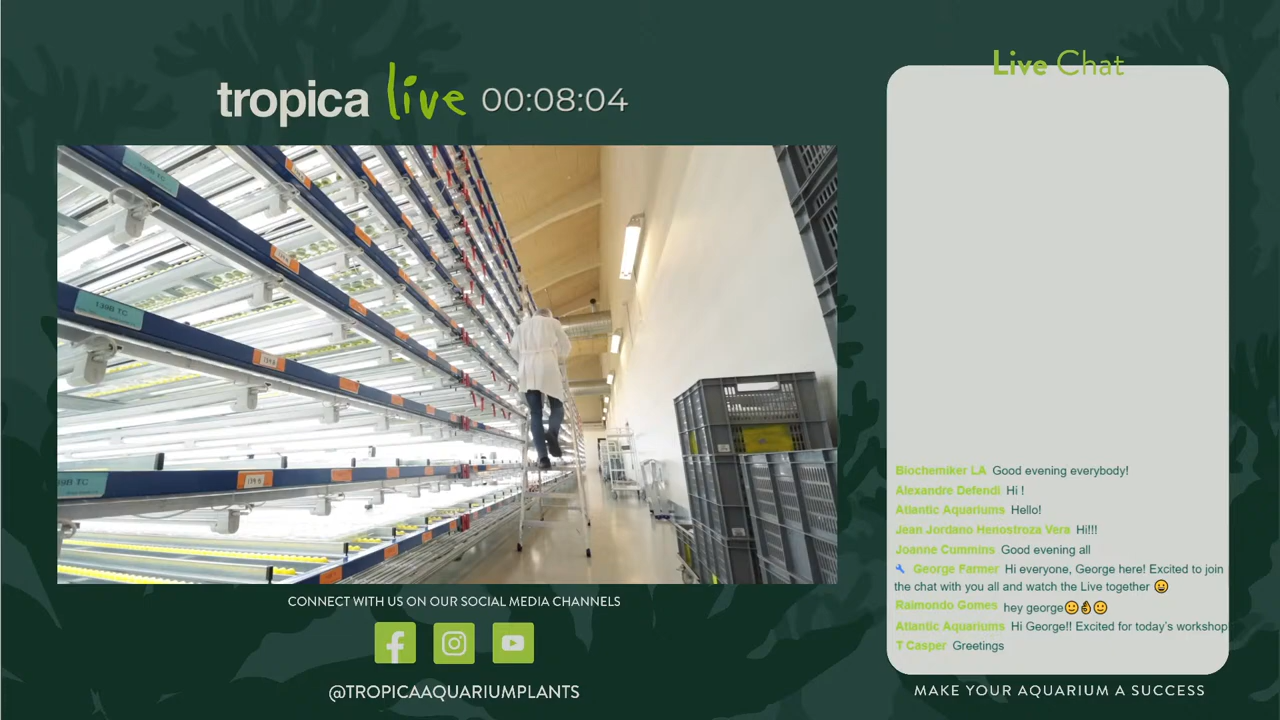 tropica live 00:08:04
Live Chat
139B TC
Biochemiker LA Good evening everybody!
Alexandre Defendi Hi !
Atlantic Aquariums Hello!
Jean Jordano Henostroza Vera Hi!!!
Joanne Cummins Good evening all
George Farmer Hi everyone, George here! Excited to join
the chat with you all and watch the Live together 😀
Raimondo Gomes hey george🙂👌🙂
Atlantic Aquariums Hi George!! Excited for today's workshop
T Casper Greetings
CONNECT WITH US ON OUR SOCIAL MEDIA CHANNELS
@TROPICAAQUARIUMPLANTS
MAKE YOUR AQUARIUM A SUCCESS